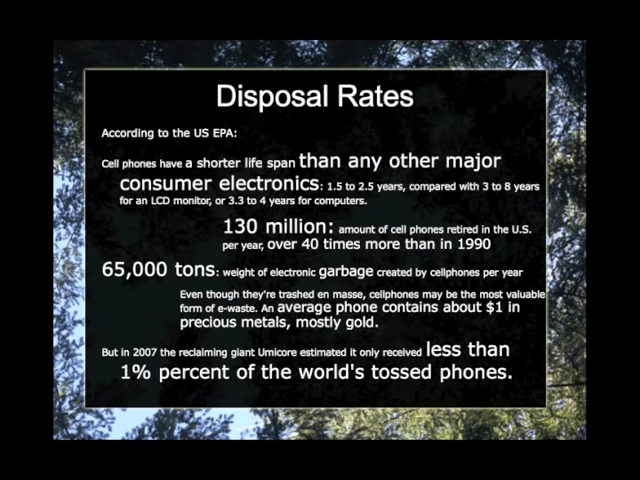 Disposal Rates
According to the US EPA:
Cell phones have a shorter life span than any other major
consumer electronics: 1.5 to 2.5 years, compared with 3 to 8 years
for an LCD monitor, or 3.3 to 4 years for computers.
130 million: amount of cell phones retired in the U.S.
per year, over 40 times more than in 1990
65,000 tons: weight of electronic garbage created by cellphones per year
Even though they're trashed en masse, cellphones may be the most valuable
form of e-waste. An average phone contains about $1 in
precious metals, mostly gold.
But in 2007 the reclaiming giant Umicore estimated it only received less than
1% percent of the world's tossed phones.